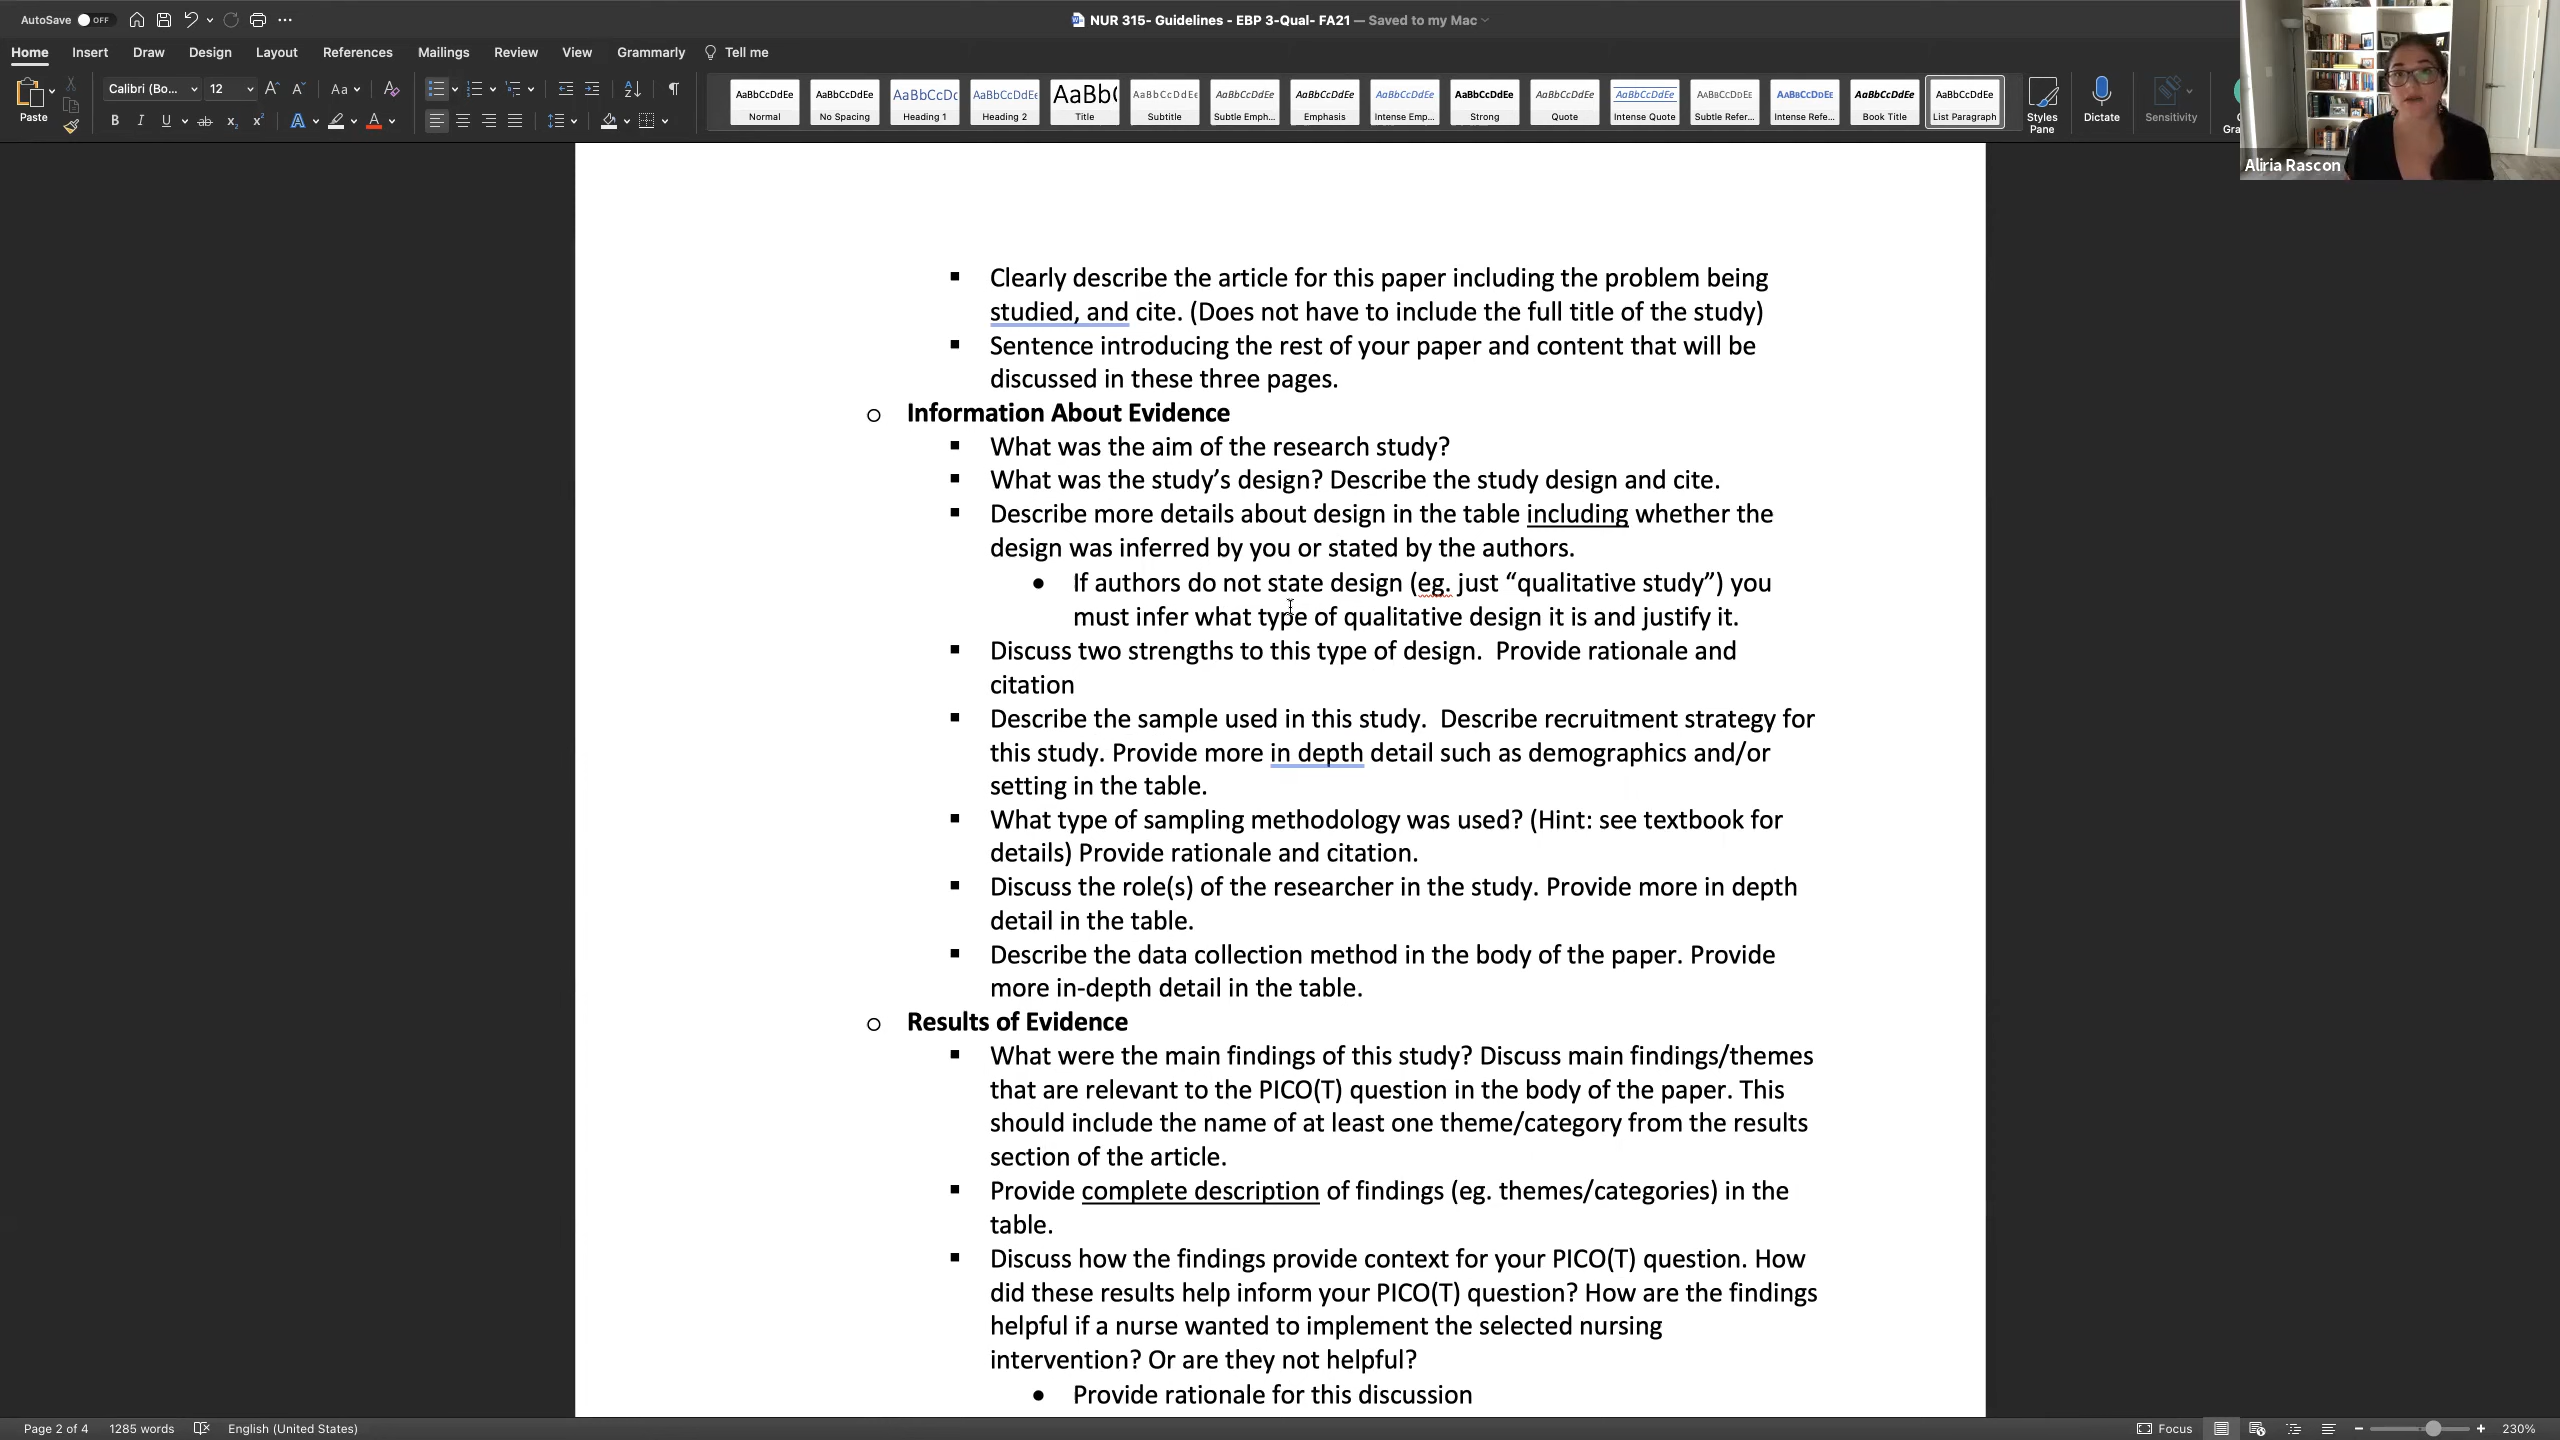 AutoSave OFF
NUR 315- Guidelines - EBP 3-Qual- FA21 — Saved to my Mac
Home Insert Draw Design Layout References Mailings Review View Grammarly Tell me
Paste
Calibri (Bo... 12
AaBbCcDdEe AaBbCcDdEe AaBbCcDc AaBbCcDdEe AaBb( AaBbCcDdEe AaBbCcDdEe AaBbCcDdEe AaBbCcDdEe AaBbCcDdEe AaBbCcDdEe AaBbCcDdEe AaBbCcDdEe AaBbCcDdEe AaBbCcDdEe AaBbCcDdEe
Normal No Spacing Heading 1 Heading 2 Title Subtitle Subtle Emph... Emphasis Intense Emp... Strong Quote Intense Quote Subtle Refer... Intense Refe... Book Title List Paragraph
Styles Pane
Dictate
Sensitivity
Aliria Rascon
▪ Clearly describe the article for this paper including the problem being
studied, and cite. (Does not have to include the full title of the study)
▪ Sentence introducing the rest of your paper and content that will be
discussed in these three pages.
o Information About Evidence
▪ What was the aim of the research study?
▪ What was the study’s design? Describe the study design and cite.
▪ Describe more details about design in the table including whether the
design was inferred by you or stated by the authors.
• If authors do not state design (eg. just “qualitative study”) you
must infer what type of qualitative design it is and justify it.
▪ Discuss two strengths to this type of design.  Provide rationale and
citation
▪ Describe the sample used in this study.  Describe recruitment strategy for
this study. Provide more in depth detail such as demographics and/or
setting in the table.
▪ What type of sampling methodology was used? (Hint: see textbook for
details) Provide rationale and citation.
▪ Discuss the role(s) of the researcher in the study. Provide more in depth
detail in the table.
▪ Describe the data collection method in the body of the paper. Provide
more in-depth detail in the table.
o Results of Evidence
▪ What were the main findings of this study? Discuss main findings/themes
that are relevant to the PICO(T) question in the body of the paper. This
should include the name of at least one theme/category from the results
section of the article.
▪ Provide complete description of findings (eg. themes/categories) in the
table.
▪ Discuss how the findings provide context for your PICO(T) question. How
did these results help inform your PICO(T) question? How are the findings
helpful if a nurse wanted to implement the selected nursing
intervention? Or are they not helpful?
• Provide rationale for this discussion
Page 2 of 4 1285 words English (United States) Focus 230%